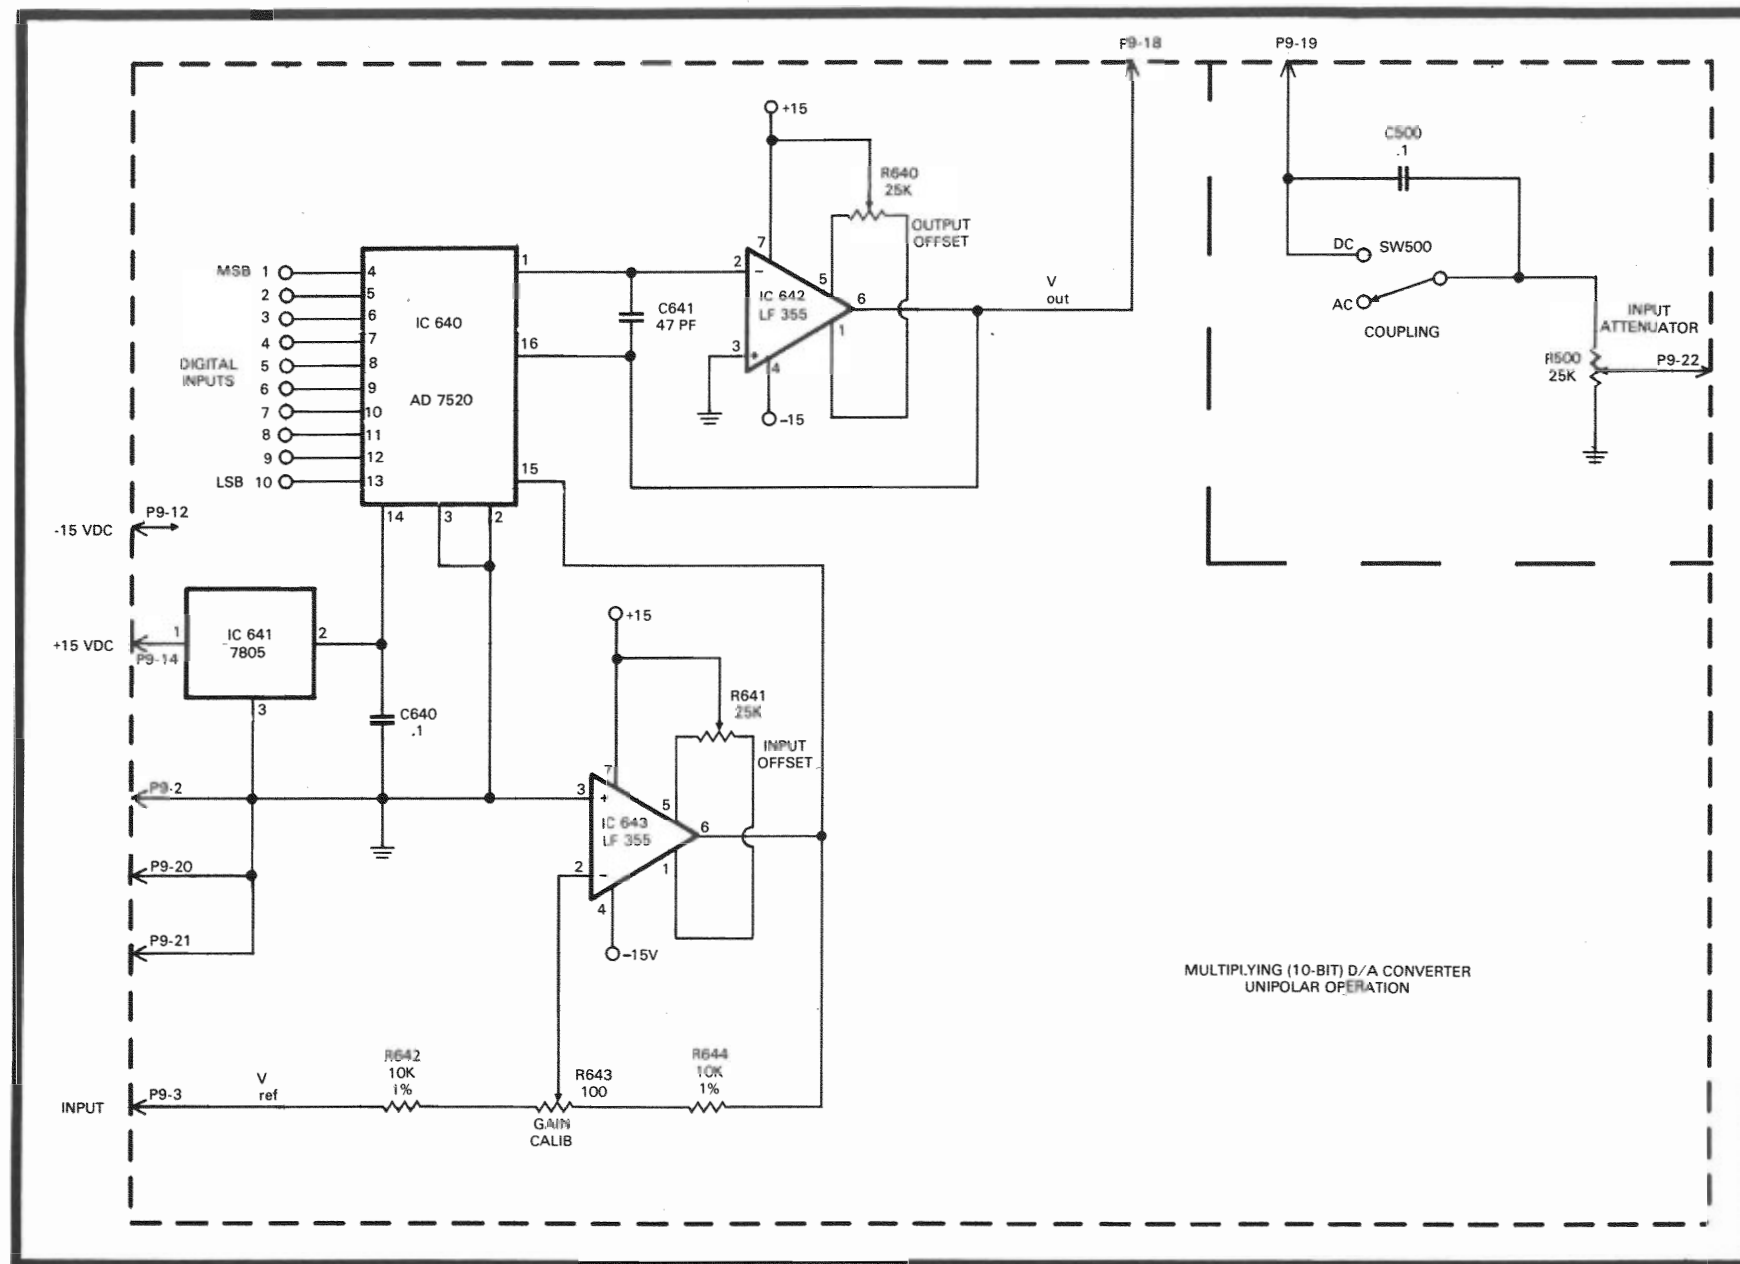 P9-18
P9-19
+15
C500
.1
R640
25K
OUTPUT
OFFSET
DC
SW500
AC
COUPLING
INPUT
ATTENUATOR
R500
25K
P9-22
MSB 1
2
3
4
5
6
7
8
9
LSB 10
DIGITAL
INPUTS
4
5
6
7
8
9
10
11
12
13
IC 640
AD 7520
1
16
15
14
3
2
C641
47 PF
7
2
-
IC 642
LF 355
3
+
4
5
6
1
-15
V
out
-15 VDC
P9-12
+15 VDC
1
P9-14
IC 641
7805
2
3
C640
.1
+15
R641
25K
INPUT
OFFSET
P9-2
P9-20
P9-21
7
3
+
IC 643
LF 355
2
-
4
5
6
1
-15V
MULTIPLYING (10-BIT) D/A CONVERTER
UNIPOLAR OPERATION
INPUT
P9-3
V
ref
R642
10K
1%
R643
100
GAIN
CALIB
R644
10K
1%